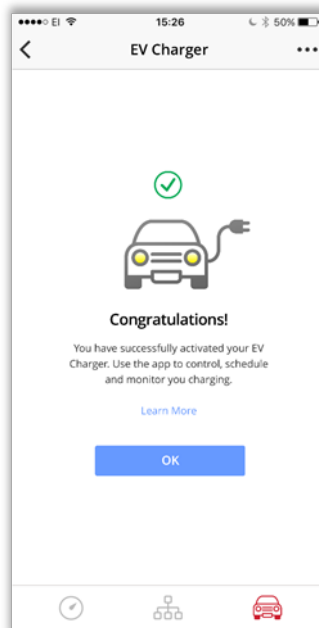 EI 15:26 50%
EV Charger
Congratulations!
You have successfully activated your EV
Charger. Use the app to control, schedule
and monitor you charging.
Learn More
OK